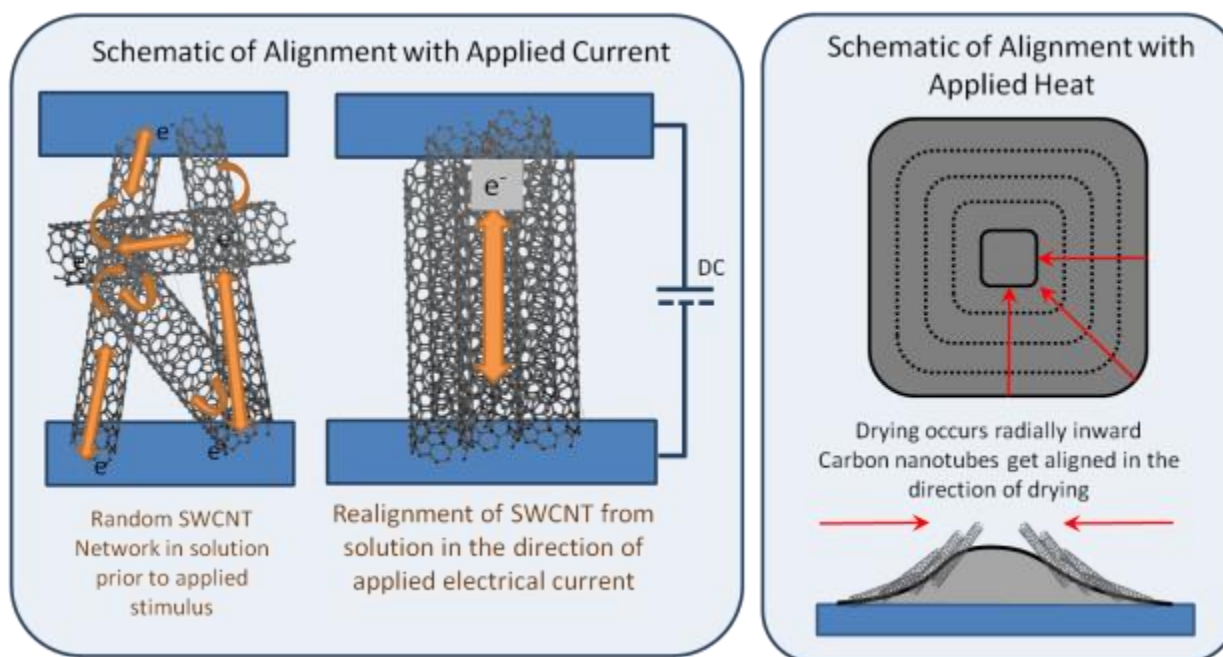 Schematic of Alignment with Applied Current
e-
e-
e-
e-
e-
Random SWCNT
Network in solution
prior to applied
stimulus
e-
DC
Realignment of SWCNT from
solution in the direction of
applied electrical current
Schematic of Alignment with
Applied Heat
Drying occurs radially inward
Carbon nanotubes get aligned in the
direction of drying